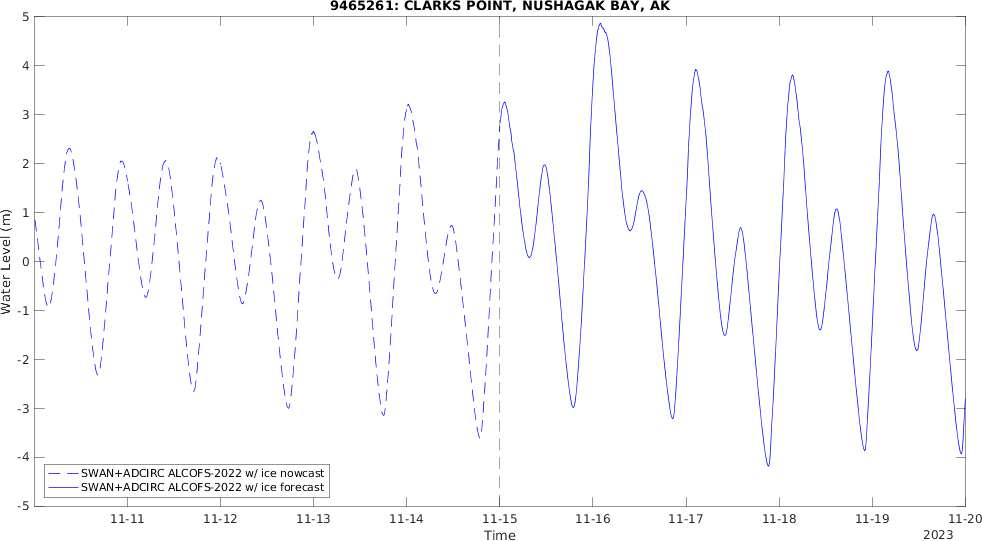 9465261: CLARKS POINT, NUSHAGAK BAY, AK
5
4
3
2
1
0
-1
-2
-3
-4
-5
Water Level (m)
SWAN+ADCIRC ALCOFS-2022 w/ ice nowcast
SWAN+ADCIRC ALCOFS-2022 w/ ice forecast
11-11 11-12 11-13 11-14 11-15 11-16 11-17 11-18 11-19 11-20
Time
2023